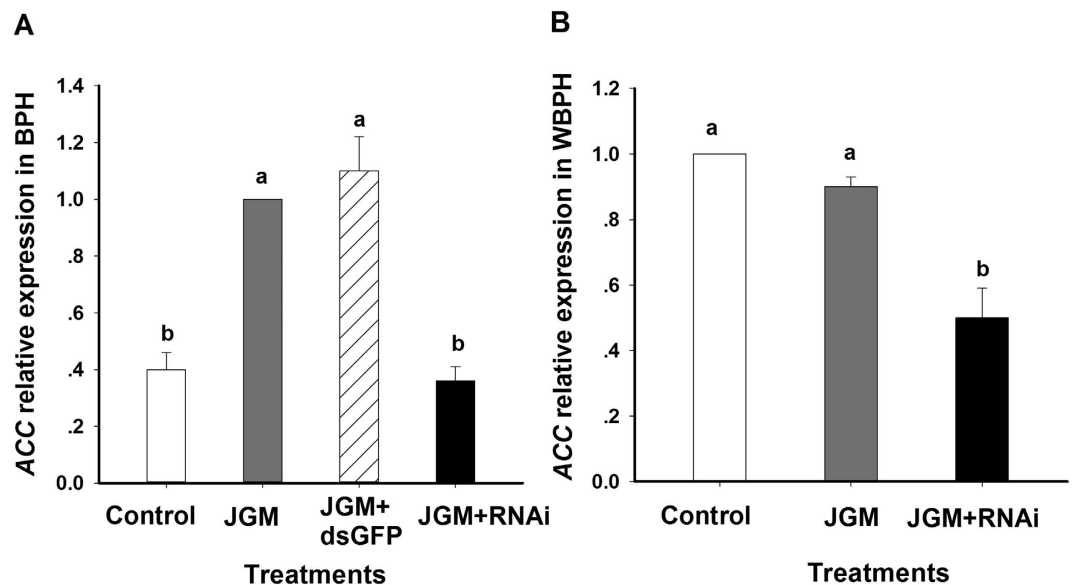 A
ACC relative expression in BPH
1.4
1.2
1.0
.8
.6
.4
.2
0.0
b
a
a
b
Control
JGM
JGM+
dsGFP
JGM+RNAi
Treatments
B
ACC relative expression in WBPH
1.2
1.0
.8
.6
.4
.2
0.0
a
a
b
Control
JGM
JGM+RNAi
Treatments